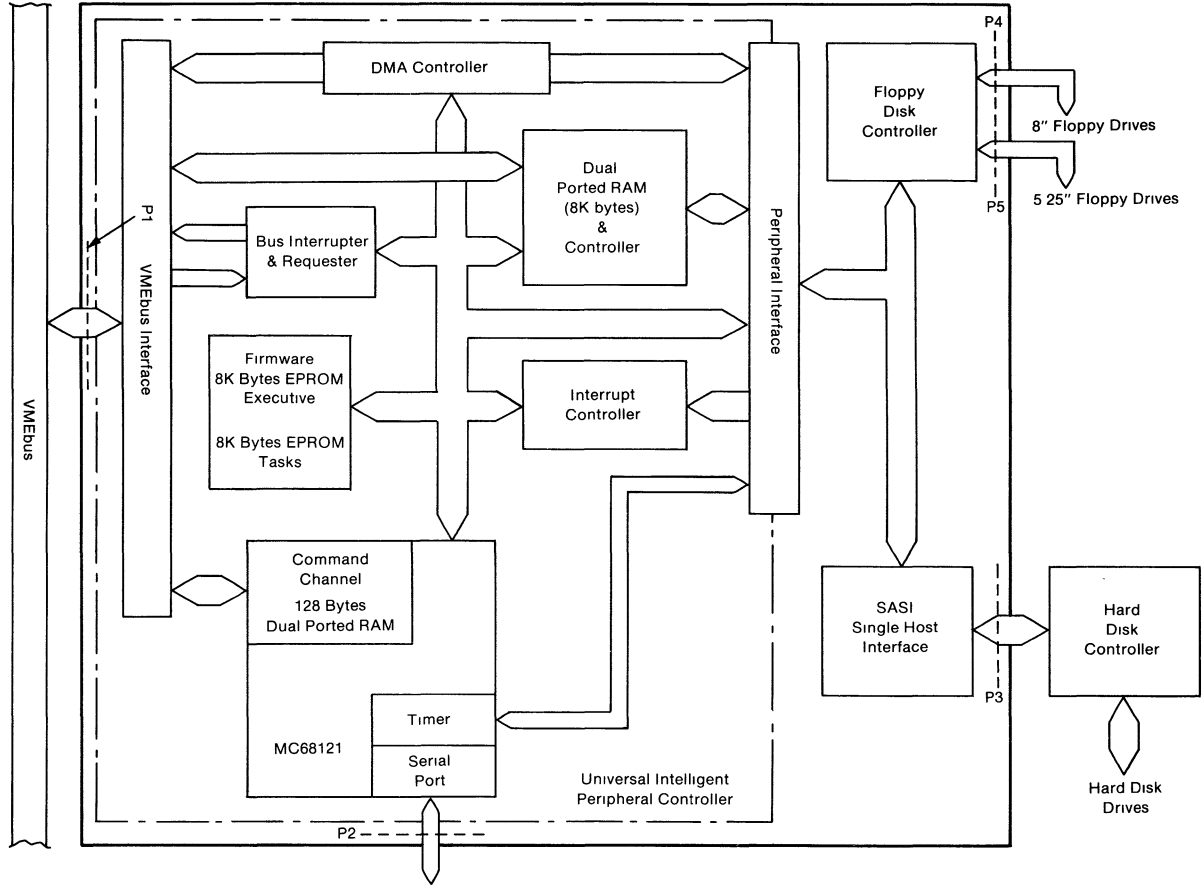 P4
DMA Controller
Floppy
Disk
Controller
8" Floppy Drives
5 25" Floppy Drives
P5
Dual
Ported RAM
(8K bytes)
&
Controller
P1
Bus Interrupter
& Requester
VMEbus Interface
Peripheral Interface
Firmware
8K Bytes EPROM
Executive
8K Bytes EPROM
Tasks
Interrupt
Controller
VMEbus
Command
Channel
128 Bytes
Dual Ported RAM
SASI
Single Host
Interface
Hard
Disk
Controller
P3
Timer
MC68121
Serial
Port
Universal Intelligent
Peripheral Controller
Hard Disk
Drives
P2